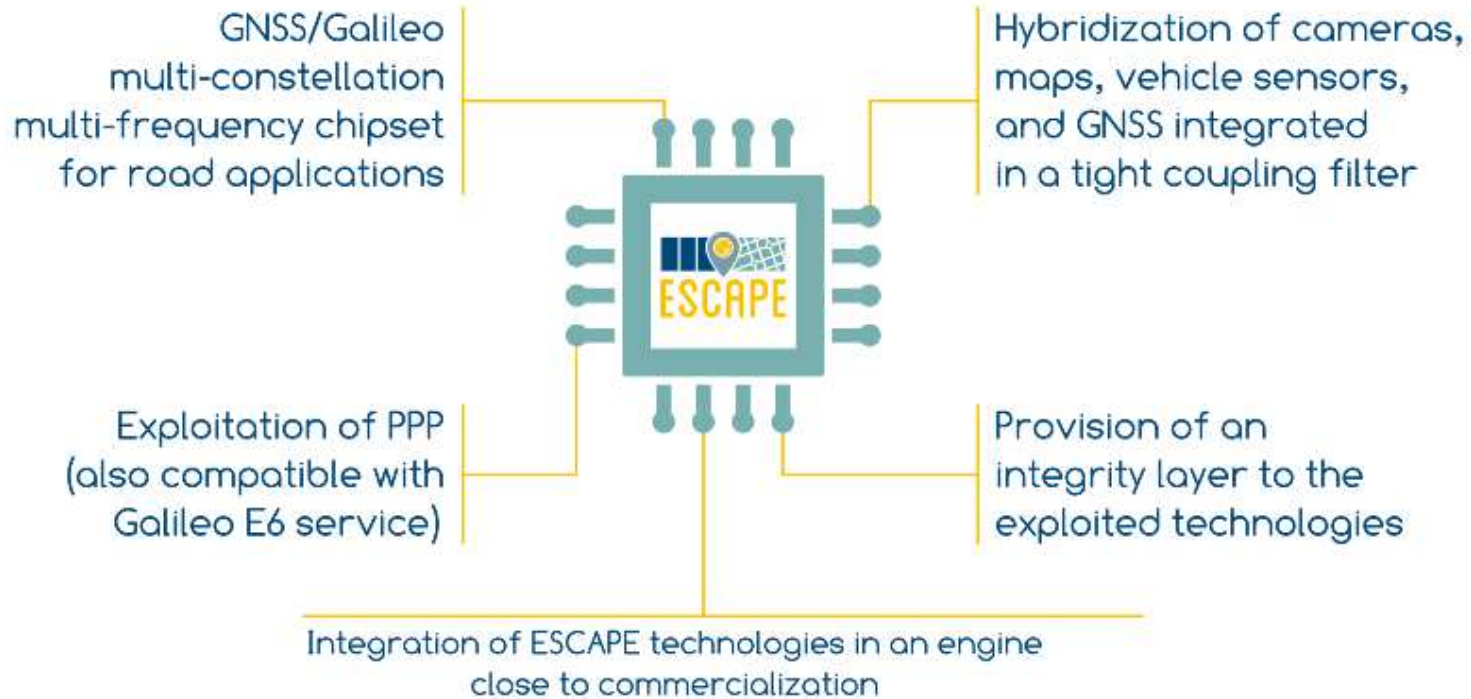 GNSS/Galileo
multi-constellation
multi-frequency chipset
for road applications
Hybridization of cameras,
maps, vehicle sensors,
and GNSS integrated
in a tight coupling filter
ESCAPE
Exploitation of PPP
(also compatible with
Galileo E6 service)
Provision of an
integrity layer to the
exploited technologies
Integration of ESCAPE technologies in an engine
close to commercialization